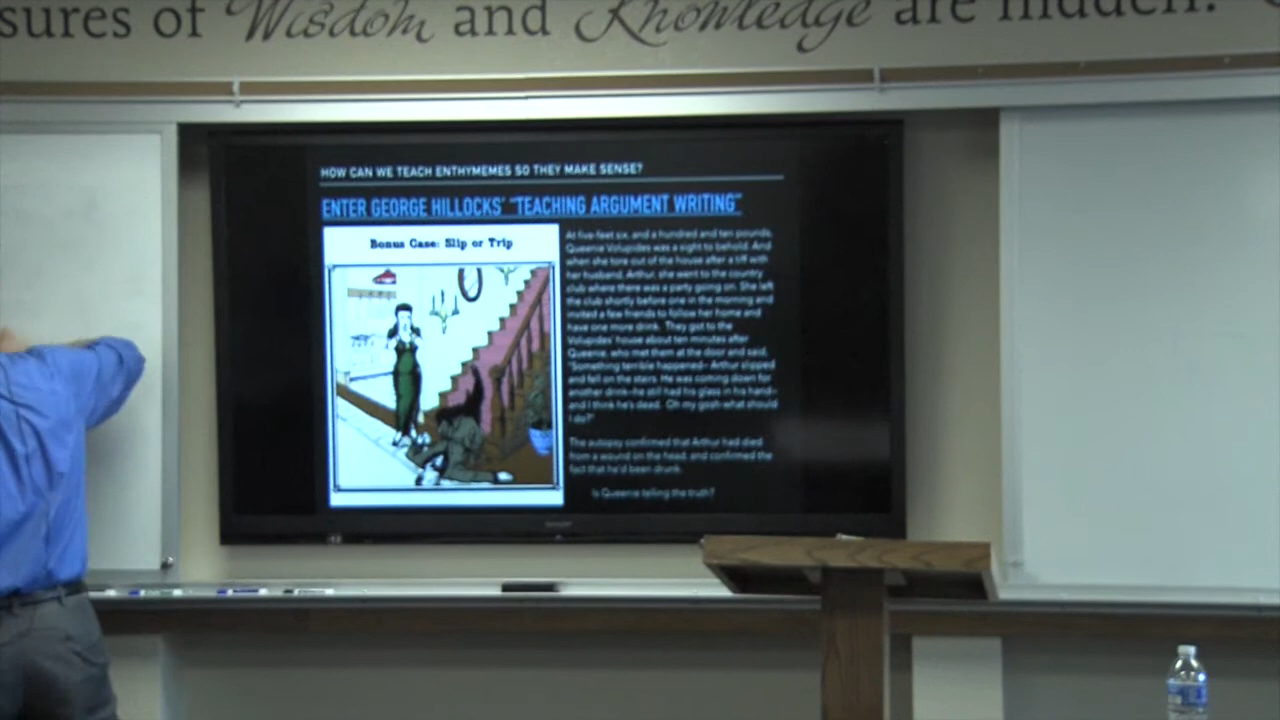 sures of Wisdom and Knowledge are hidden.
HOW CAN WE TEACH ENTHYMEMES SO THEY MAKE SENSE?
ENTER GEORGE HILLOCKS' "TEACHING ARGUMENT WRITING"
Bonus Case: Slip or Trip
At five-feet six, and a hundred and ten pounds,
Queenie Volupides was a sight to behold. And
when she tore out of the house after a tiff with
her husband, Arthur, she went to the country
club where there was a party going on. She left
the club shortly before one in the morning and
invited a few friends to follow her home and
have one more drink. They got to the
Volupides' house about ten minutes after
Queenie, who met them at the door and said,
"Something terrible happened- Arthur slipped
and fell on the stairs. He was coming down for
another drink-he still had his glass in his hand-
and I think he's dead. Oh my gosh-what should
I do?"
The autopsy confirmed that Arthur had died
from a wound on the head, and confirmed the
fact that he'd been drunk.
Is Queenie telling the truth?